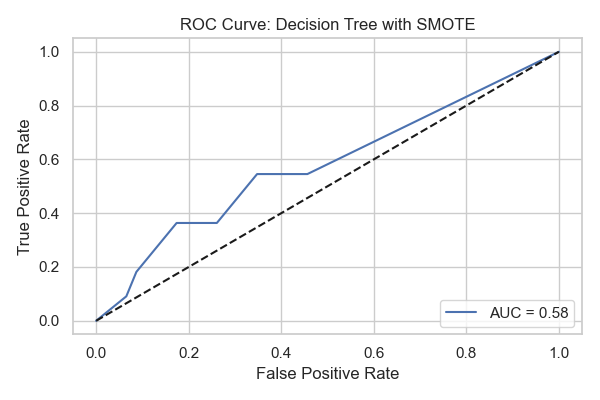 ROC Curve: Decision Tree with SMOTE
1.0
0.8
0.6
0.4
0.2
0.0
True Positive Rate
AUC = 0.58
0.0 0.2 0.4 0.6 0.8 1.0
False Positive Rate